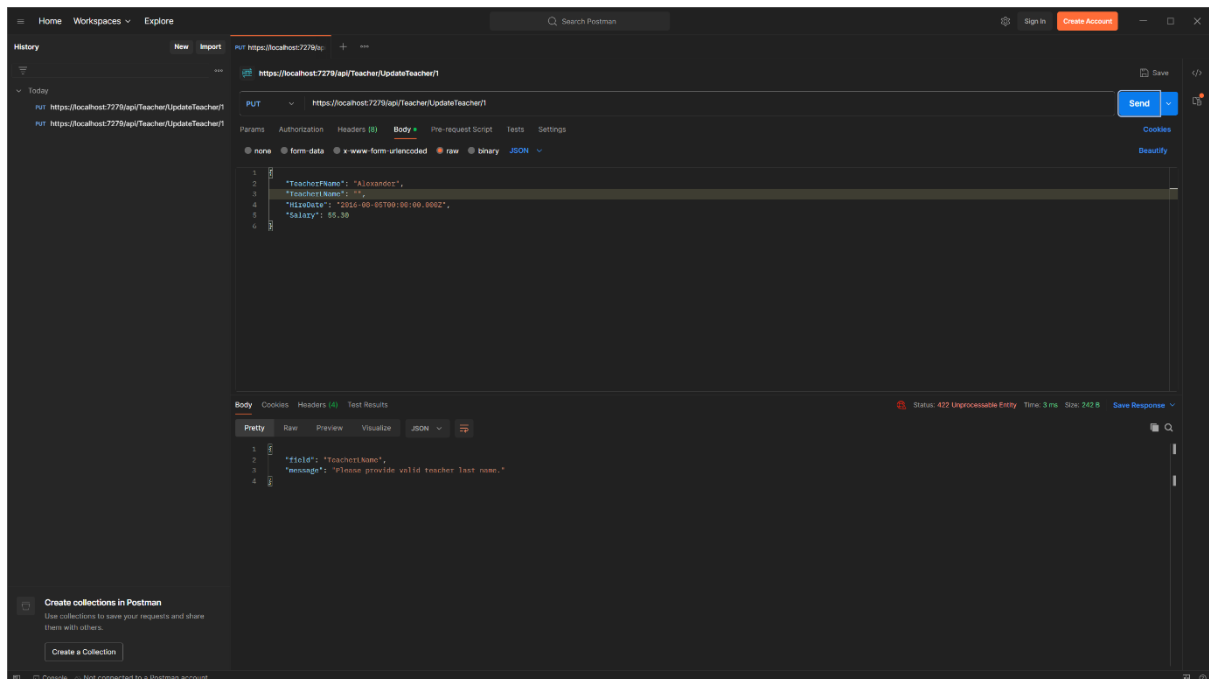 Home Workspaces Explore Search Postman Sign In Create Account
History New Import PUT https://localhost:7279/ap
https://localhost:7279/api/Teacher/UpdateTeacher/1 Save
Today
PUT https://localhost:7279/api/Teacher/UpdateTeacher/1
PUT https://localhost:7279/api/Teacher/UpdateTeacher/1
PUT https://localhost:7279/api/Teacher/UpdateTeacher/1 Send
Params Authorization Headers (8) Body Pre-request Script Tests Settings Cookies
none form-data x-www-form-urlencoded raw binary JSON Beautify
1 {
2 "TeacherFName": "Alexander",
3 "TeacherLName": "",
4 "HireDate": "2016-08-05T00:00:00.000Z",
5 "Salary": 55.30
6 }
Body Cookies Headers (4) Test Results Status: 422 Unprocessable Entity Time: 3 ms Size: 242 B Save Response
Pretty Raw Preview Visualize JSON
1 {
2 "field": "TeacherLName",
3 "message": "Please provide valid teacher last name."
4 }
Create collections in Postman
Use collections to save your requests and share
them with others.
Create a Collection
Console Not connected to a Postman account